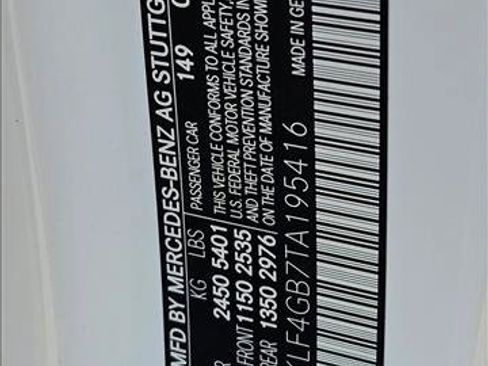 MFD BY MERCEDES-BENZ AG STUTTG
149
KG LBS PASSENGER CAR
2450 5401 THIS VEHICLE CONFORMS TO ALL APPL
FRONT 1150 2535 U.S. FEDERAL MOTOR VEHICLE SAFETY,
AND THEFT PREVENTION STANDARDS IN
REAR 1350 2976 ON THE DATE OF MANUFACTURE SHOWN
KLF4GB7TA195416 MADE IN GE